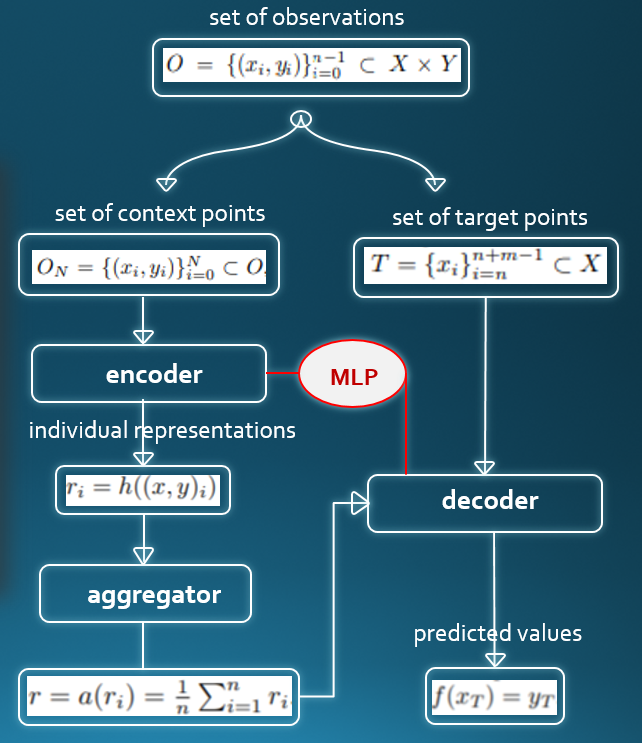 set of observations
O = {(x_i, y_i)}_{i=0}^{n-1} ⊂ X × Y
set of context points
set of target points
O_N = {(x_i, y_i)}_{i=0}^{N} ⊂ O.
T = {x_i}_{i=n}^{n+m-1} ⊂ X
encoder
MLP
individual representations
r_i = h((x, y)_i)
decoder
aggregator
predicted values
r = a(r_i) = \frac{1}{n} ∑_{i=1}^{n} r_i
f(x_T) = y_T